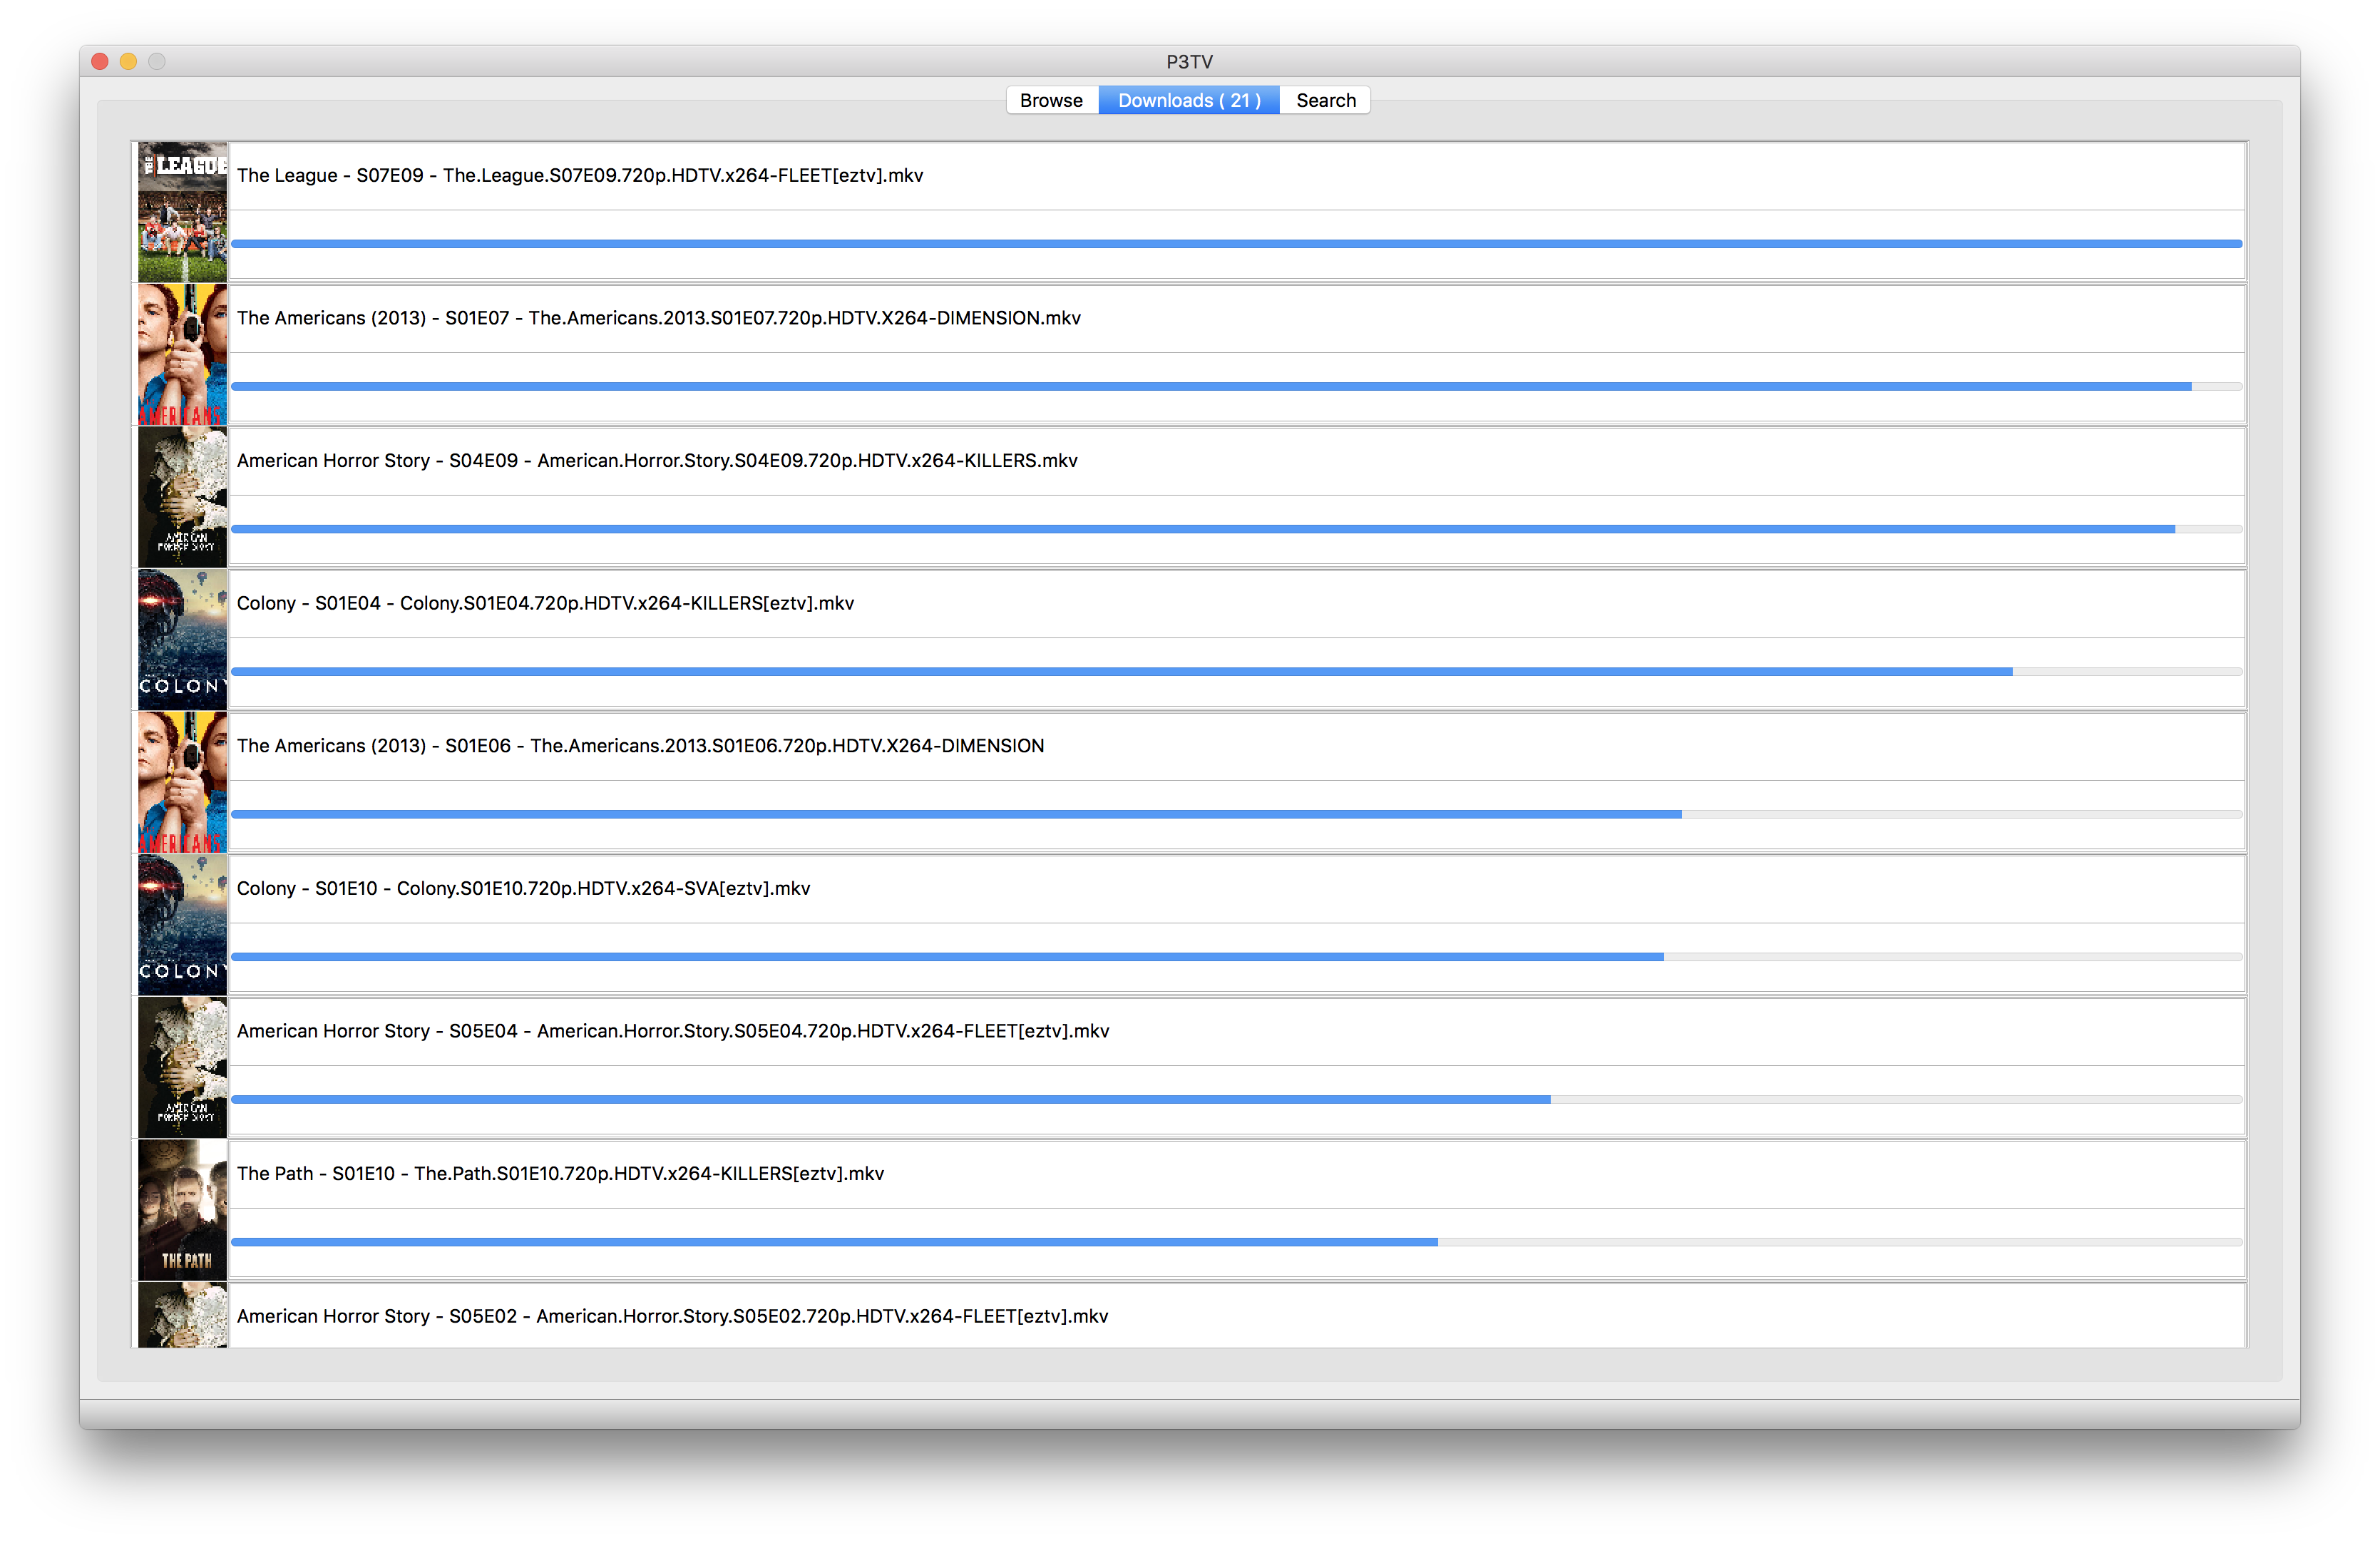 P3TV
Browse
Downloads ( 21 )
Search
THE LEAGUE
The League - S07E09 - The.League.S07E09.720p.HDTV.x264-FLEET[eztv].mkv
The Americans (2013) - S01E07 - The.Americans.2013.S01E07.720p.HDTV.X264-DIMENSION.mkv
AMERICANS
American Horror Story - S04E09 - American.Horror.Story.S04E09.720p.HDTV.x264-KILLERS.mkv
AMERICAN
HORROR STORY
Colony - S01E04 - Colony.S01E04.720p.HDTV.x264-KILLERS[eztv].mkv
COLONY
The Americans (2013) - S01E06 - The.Americans.2013.S01E06.720p.HDTV.X264-DIMENSION
AMERICANS
Colony - S01E10 - Colony.S01E10.720p.HDTV.x264-SVA[eztv].mkv
COLONY
American Horror Story - S05E04 - American.Horror.Story.S05E04.720p.HDTV.x264-FLEET[eztv].mkv
AMERICAN
HORROR STORY
The Path - S01E10 - The.Path.S01E10.720p.HDTV.x264-KILLERS[eztv].mkv
THE PATH
American Horror Story - S05E02 - American.Horror.Story.S05E02.720p.HDTV.x264-FLEET[eztv].mkv